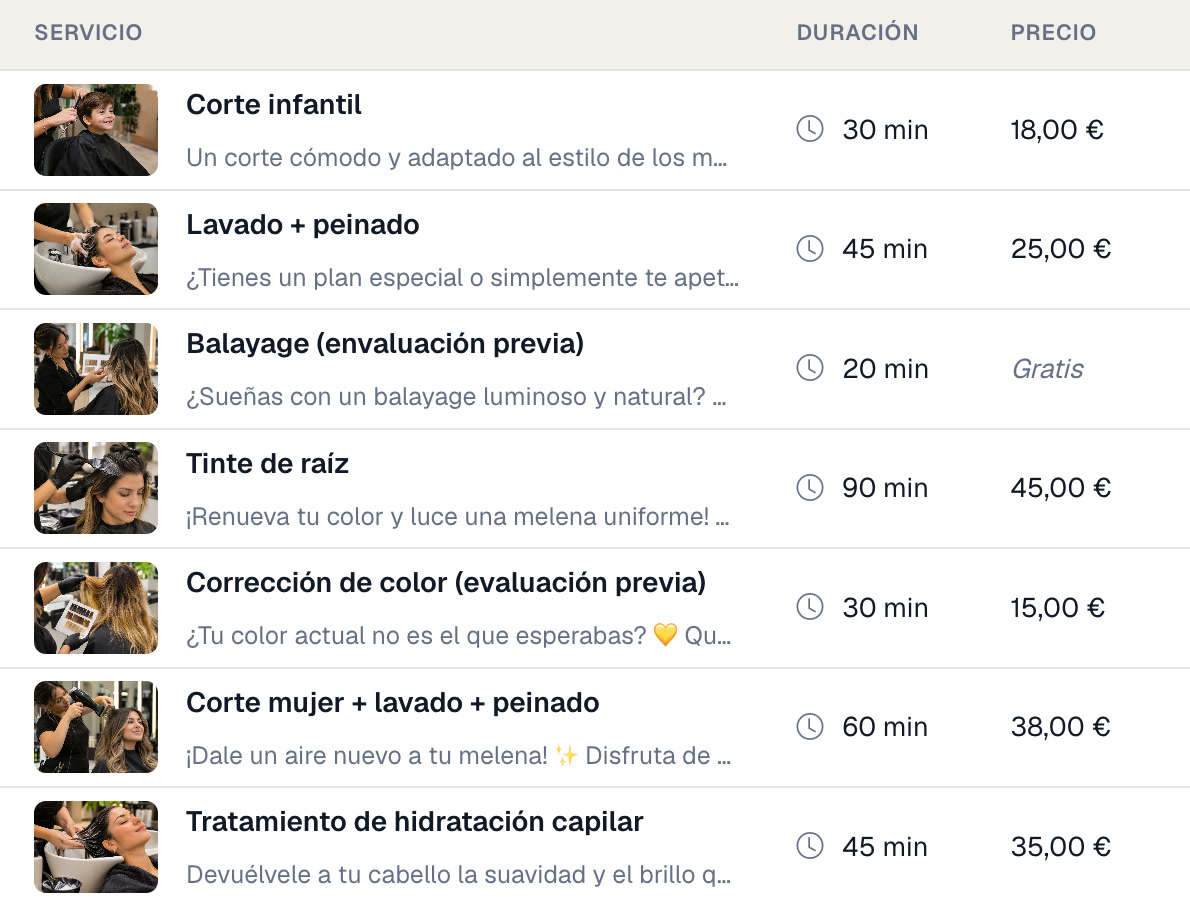 SERVICIO DURACIÓN PRECIO
Corte infantil
Un corte cómodo y adaptado al estilo de los m...
30 min 18,00 €
Lavado + peinado
¿Tienes un plan especial o simplemente te apet...
45 min 25,00 €
Balayage (envaluación previa)
¿Sueñas con un balayage luminoso y natural? ...
20 min Gratis
Tinte de raíz
¡Renueva tu color y luce una melena uniforme! ...
90 min 45,00 €
Corrección de color (evaluación previa)
¿Tu color actual no es el que esperabas? 💛 Qu...
30 min 15,00 €
Corte mujer + lavado + peinado
¡Dale un aire nuevo a tu melena! ✨ Disfruta de ...
60 min 38,00 €
Tratamiento de hidratación capilar
Devuélvele a tu cabello la suavidad y el brillo q...
45 min 35,00 €